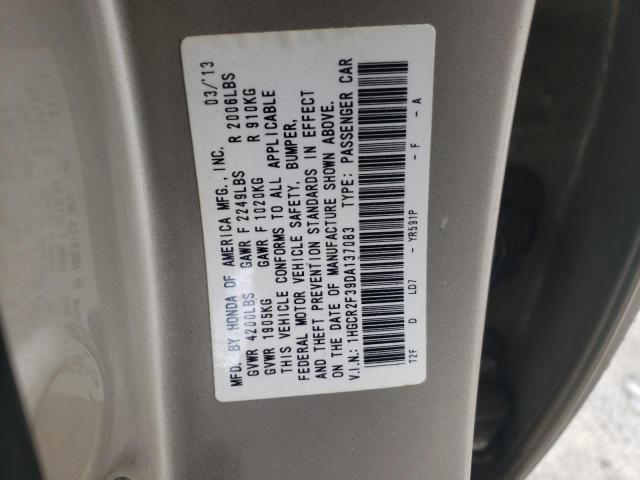 MFD. BY HONDA OF AMERICA MFG., INC. 03/'13
GVWR 4200LBS GAWR F 2249LBS R 2006LBS
GVWR 1905KG GAWR F 1020KG R 910KG
THIS VEHICLE CONFORMS TO ALL APPLICABLE
FEDERAL MOTOR VEHICLE SAFETY, BUMPER,
AND THEFT PREVENTION STANDARDS IN EFFECT
ON THE DATE OF MANUFACTURE SHOWN ABOVE.
V.I.N.: 1HGCR2F39DA137083 TYPE: PASSENGER CAR
T2F D LD7 - YR591P - F - A